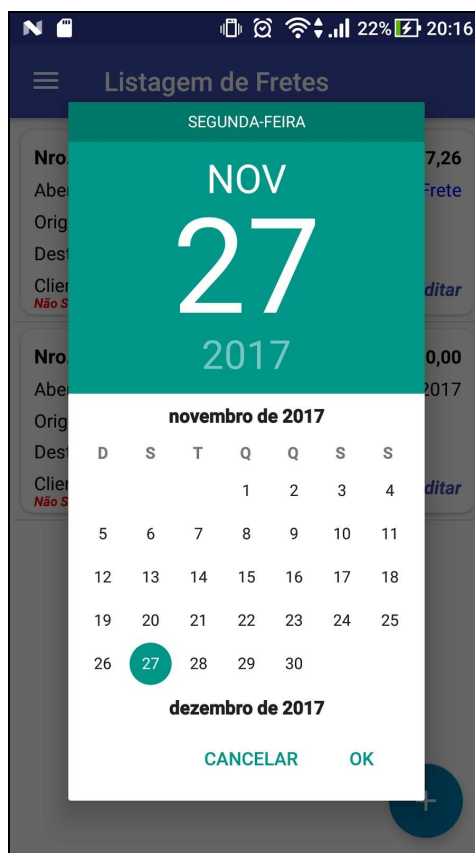 22% 20:16
Listagem de Fretes
SEGUNDA-FEIRA
NOV
27
2017
novembro de 2017
D S T Q Q S S
1 2 3 4
5 6 7 8 9 10 11
12 13 14 15 16 17 18
19 20 21 22 23 24 25
26 27 28 29 30
dezembro de 2017
CANCELAR OK
Nro. 7,26
Aber Frete
Orig
Dest
Clier ditar
Não S
Nro. 0,00
Aber 2017
Orig
Dest
Clier ditar
Não S
+